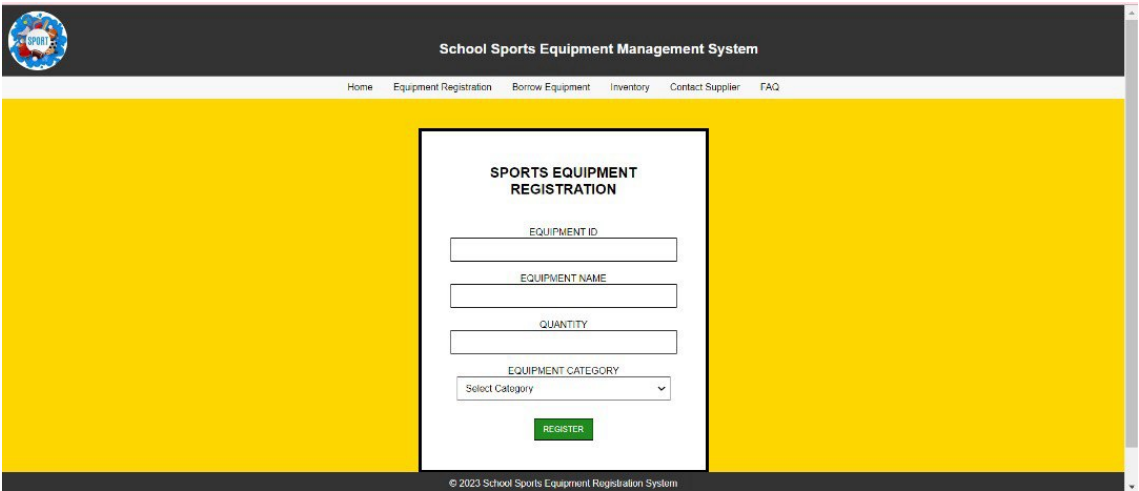 SPORT
School Sports Equipment Management System
Home Equipment Registration Borrow Equipment Inventory Contact Supplier FAQ
SPORTS EQUIPMENT
REGISTRATION
EQUIPMENT ID
EQUIPMENT NAME
QUANTITY
EQUIPMENT CATEGORY
Select Category
REGISTER
© 2023 School Sports Equipment Registration System